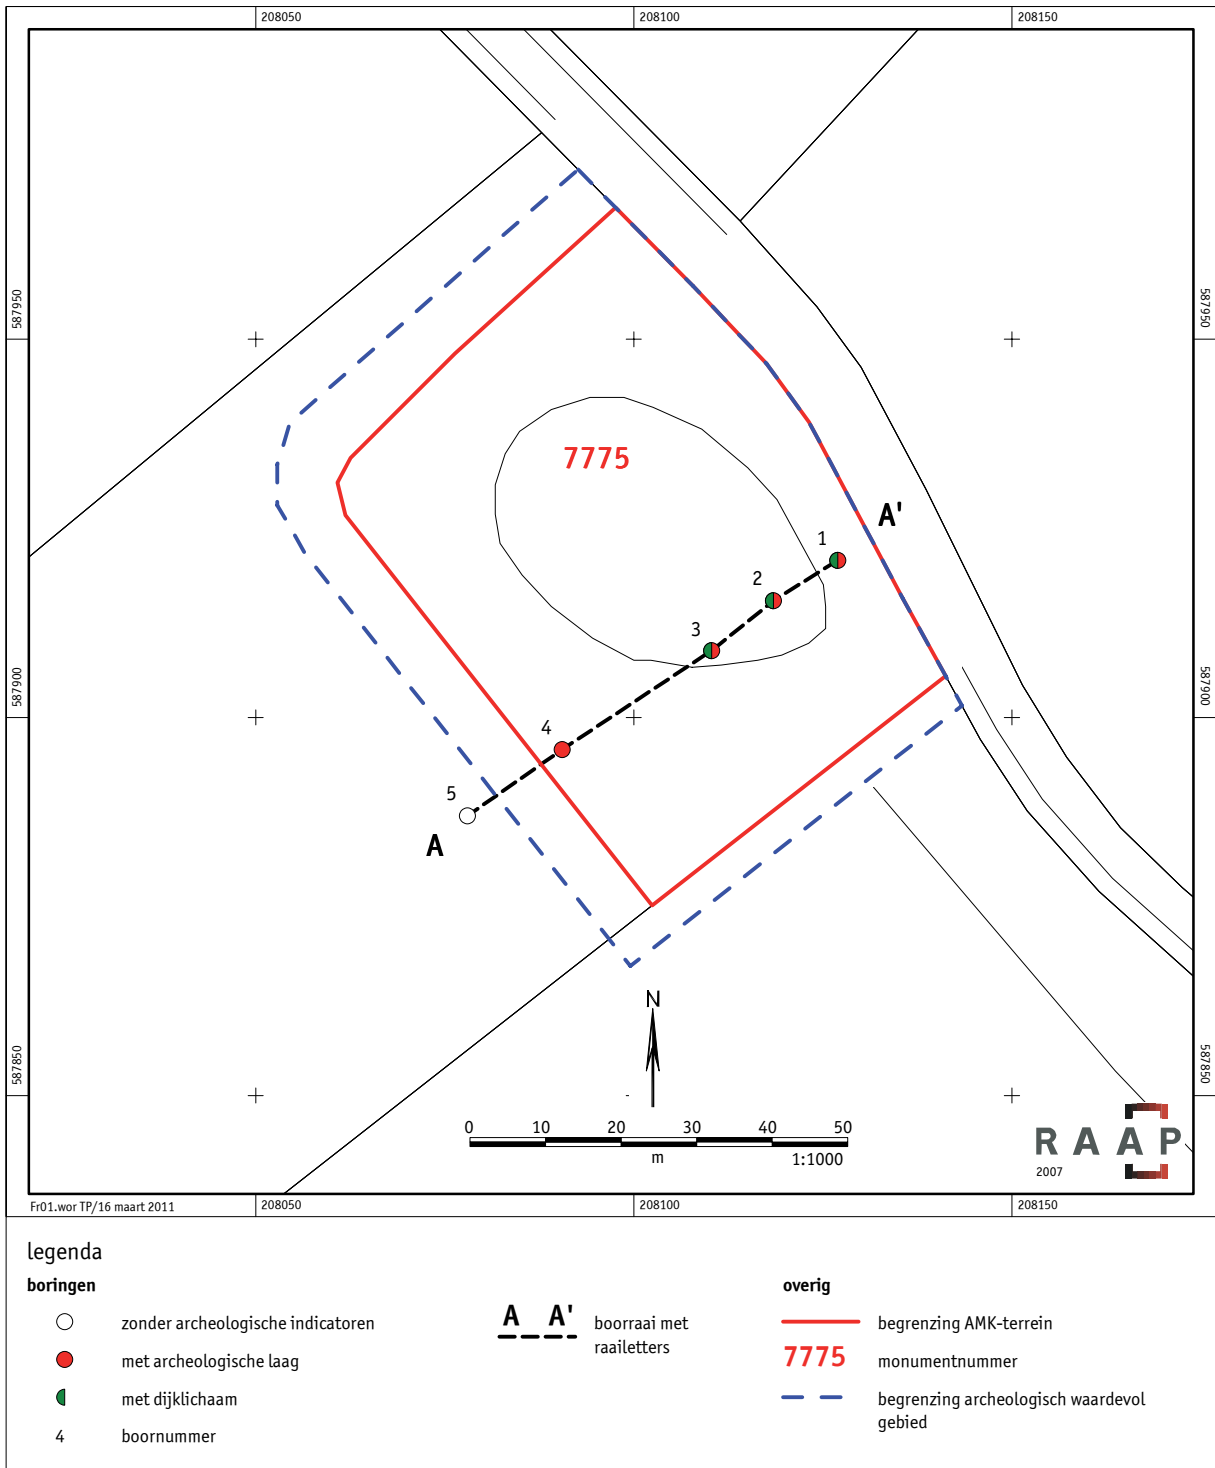 208050 208100 208150
587950 587950
7775
A'
1
2
3
587900 587900
4
5
A
N
587850 587850
0 10 20 30 40 50
m 1:1000
RAAP
2007
Fr01.wor TP/16 maart 2011
208050 208100 208150
legenda
boringen
zonder archeologische indicatoren
met archeologische laag
met dijklichaam
4 boornummer
A A' boorraai met
raailetters
overig
begrenzing AMK-terrein
7775 monumentnummer
begrenzing archeologisch waardevol
gebied